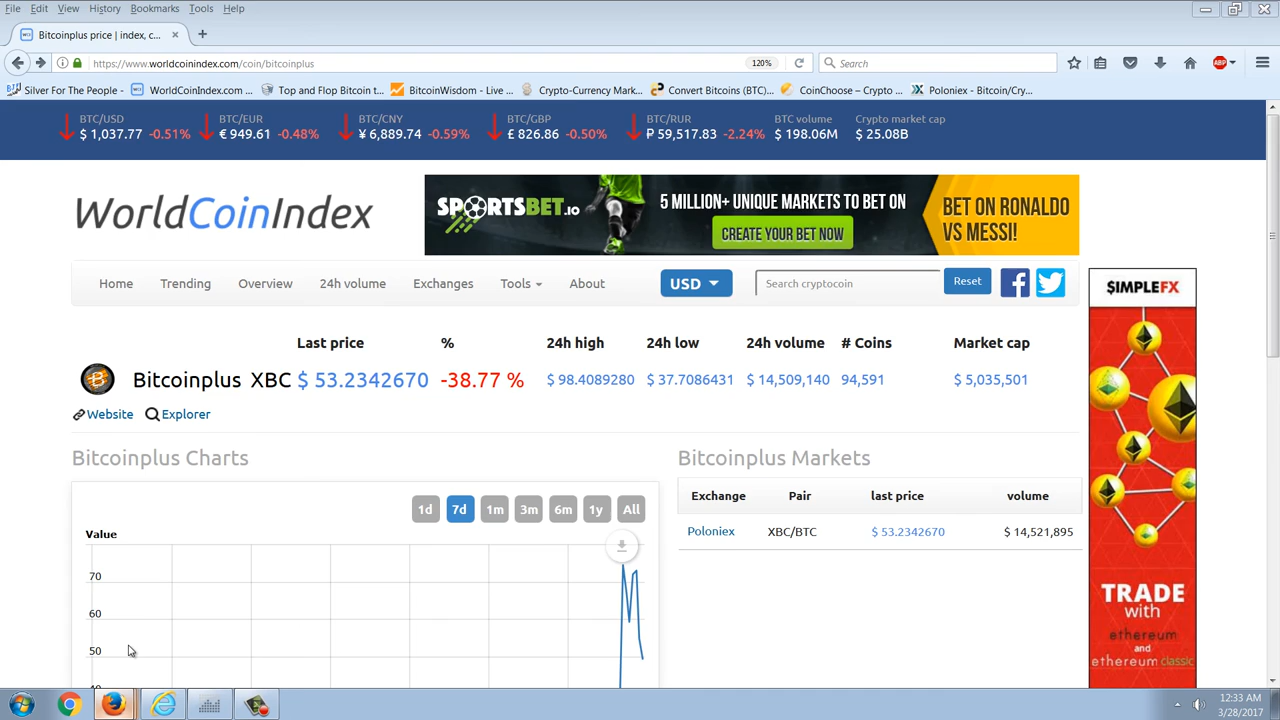 File Edit View History Bookmarks Tools Help
Bitcoinplus price | index, c...
https://www.worldcoinindex.com/coin/bitcoinplus 120% Search
Silver For The People - WorldCoinIndex.com ... Top and Flop Bitcoin t... BitcoinWisdom - Live ... Crypto-Currency Mark... Convert Bitcoins (BTC)... CoinChoose – Crypto ... Poloniex - Bitcoin/Cry...
BTC/USD BTC/EUR BTC/CNY BTC/GBP BTC/RUR BTC volume Crypto market cap
$ 1,037.77 -0.51% € 949.61 -0.48% ¥ 6,889.74 -0.59% £ 826.86 -0.50% ₽ 59,517.83 -2.24% $ 198.06M $ 25.08B
WorldCoinIndex
SPORTSBET.io 5 MILLION+ UNIQUE MARKETS TO BET ON
CREATE YOUR BET NOW
BET ON RONALDO
VS MESSI!
Home Trending Overview 24h volume Exchanges Tools About USD Search cryptocoin Reset
Last price % 24h high 24h low 24h volume # Coins Market cap
Bitcoinplus XBC $ 53.2342670 -38.77 % $ 98.4089280 $ 37.7086431 $ 14,509,140 94,591 $ 5,035,501
Website Explorer
Bitcoinplus Charts
1d 7d 1m 3m 6m 1y All
Value
70
60
50
Bitcoinplus Markets
Exchange Pair last price volume
Poloniex XBC/BTC $ 53.2342670 $ 14,521,895
$IMPLEFX
TRADE
with
ethereum
and
ethereum classic
12:33 AM
3/28/2017